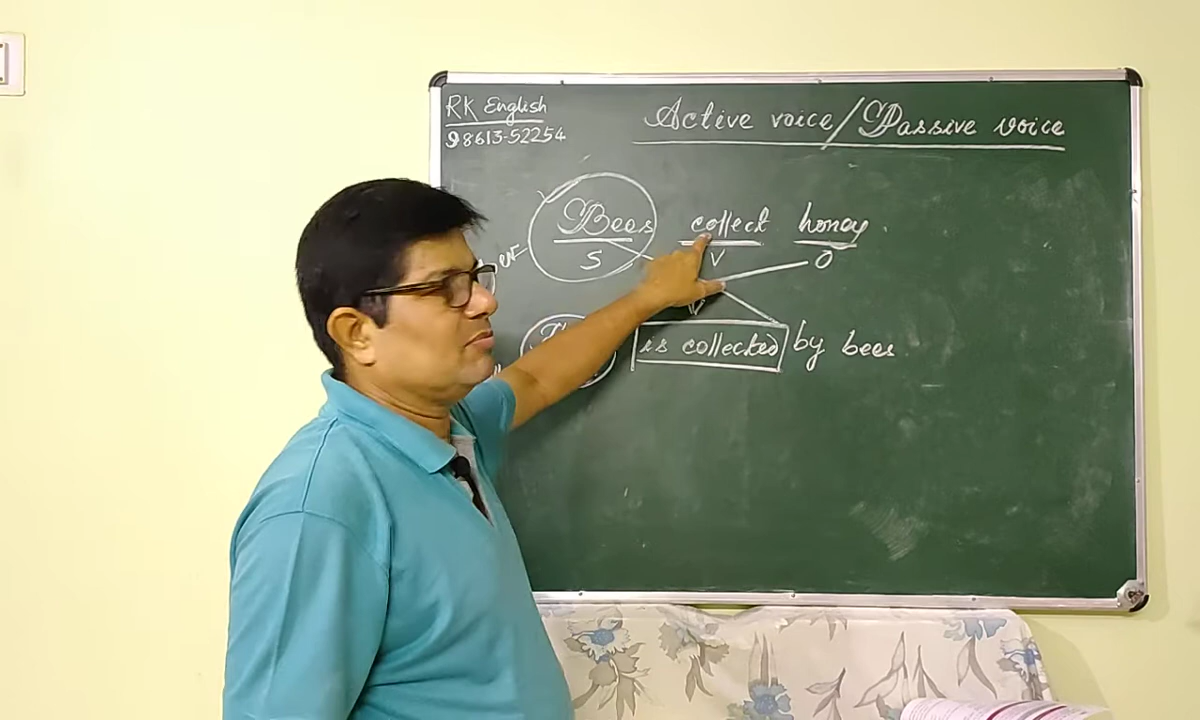 RK English
98613-52254
Active voice/Passive voice
Bees collect honey.
S V O
is collected by bees.